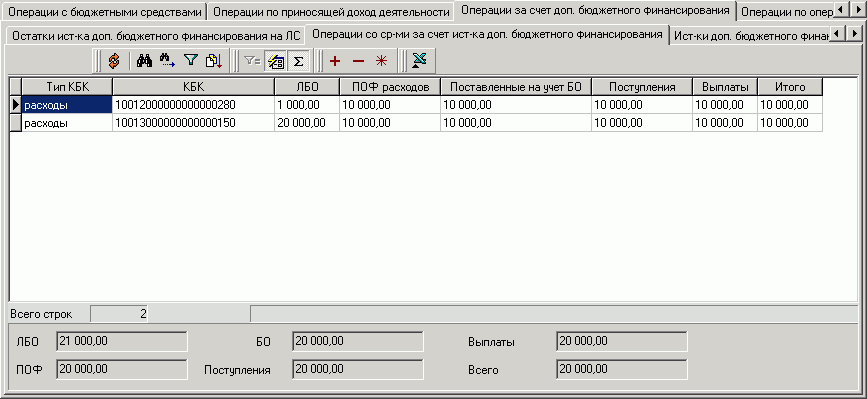 Операции с бюджетными средствами Операции по приносящей доход деятельности Операции за счет доп. бюджетного финансирования Операции по опер
Остатки ист-ка доп. бюджетного финансирования на ЛС Операции со ср-ми за счет ист-ка доп. бюджетного финансирования Ист-ки доп. бюджетного финан
Тип КБК КБК ЛБО ПОФ расходов Поставленные на учет БО Поступления Выплаты Итого
расходы 10012000000000000280 1 000,00 10 000,00 10 000,00 10 000,00 10 000,00 10 000,00
расходы 10013000000000000150 20 000,00 10 000,00 10 000,00 10 000,00 10 000,00 10 000,00
Всего строк 2
ЛБО 21 000,00 БО 20 000,00 Выплаты 20 000,00
ПОФ 20 000,00 Поступления 20 000,00 Всего 20 000,00